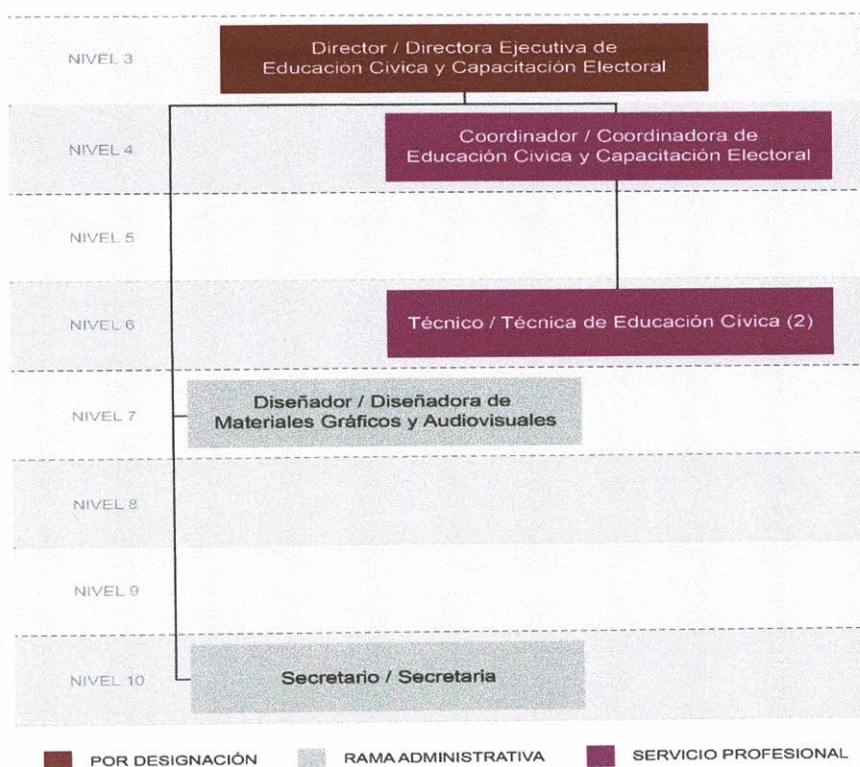 NIVEL 3
Director / Directora Ejecutiva de
Educación Cívica y Capacitación Electoral
NIVEL 4
Coordinador / Coordinadora de
Educación Cívica y Capacitación Electoral
NIVEL 5
NIVEL 6
Técnico / Técnica de Educación Cívica (2)
NIVEL 7
Diseñador / Diseñadora de
Materiales Gráficos y Audiovisuales
NIVEL 8
NIVEL 9
NIVEL 10
Secretario / Secretaria
POR DESIGNACIÓN
RAMA ADMINISTRATIVA
SERVICIO PROFESIONAL